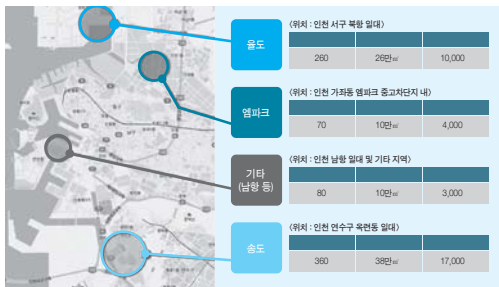 율도
〈위치 : 인천 서구 북항 일대〉
260 26만㎡ 10,000
엠파크
〈위치 : 인천 가좌동 엠파크 중고차단지 내〉
70 10만㎡ 4,000
기타
(남항 등)
〈위치 : 인천 남항 일대 및 기타 지역〉
80 10만㎡ 3,000
송도
〈위치 : 인천 연수구 옥련동 일대〉
360 38만㎡ 17,000